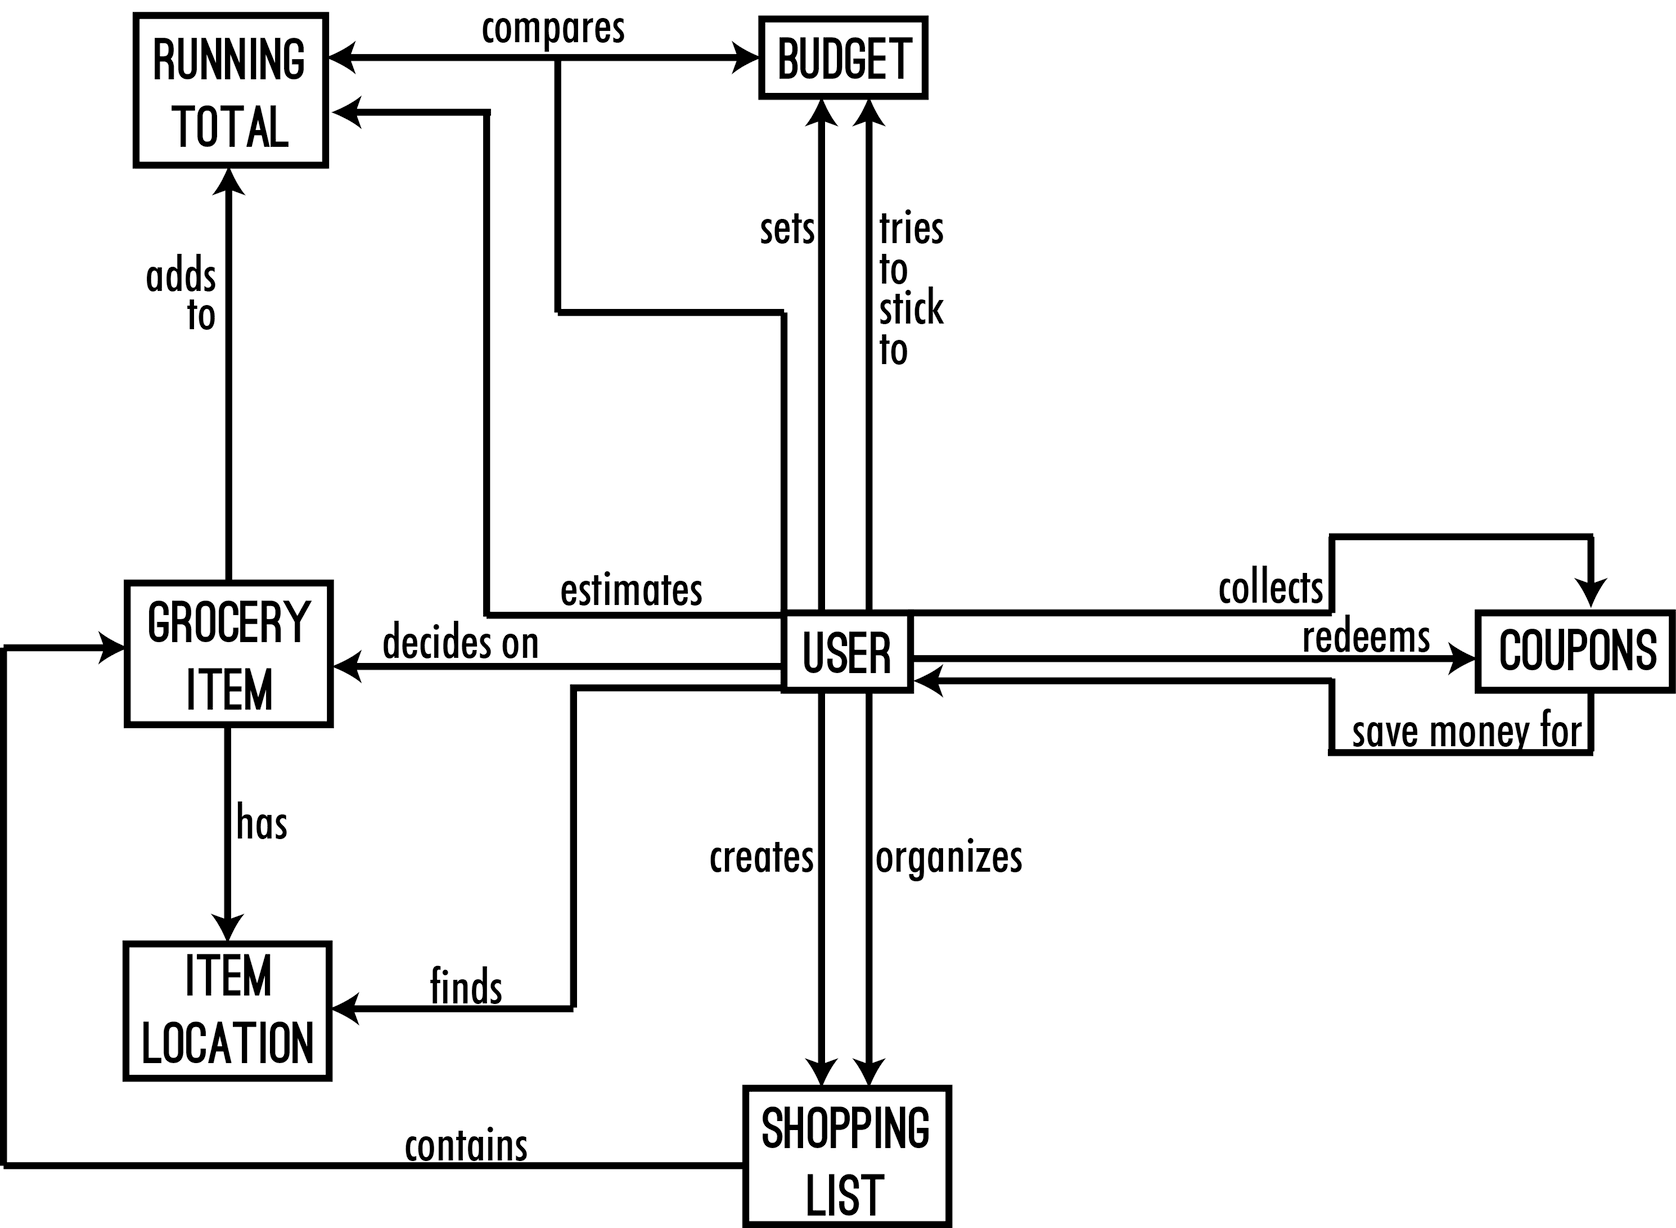 compares
RUNNING
TOTAL
BUDGET
sets
tries
to
stick
to
adds
to
estimates
collects
GROCERY
ITEM
decides on
USER
redeems
COUPONS
save money for
has
creates
organizes
ITEM
LOCATION
finds
contains
SHOPPING
LIST